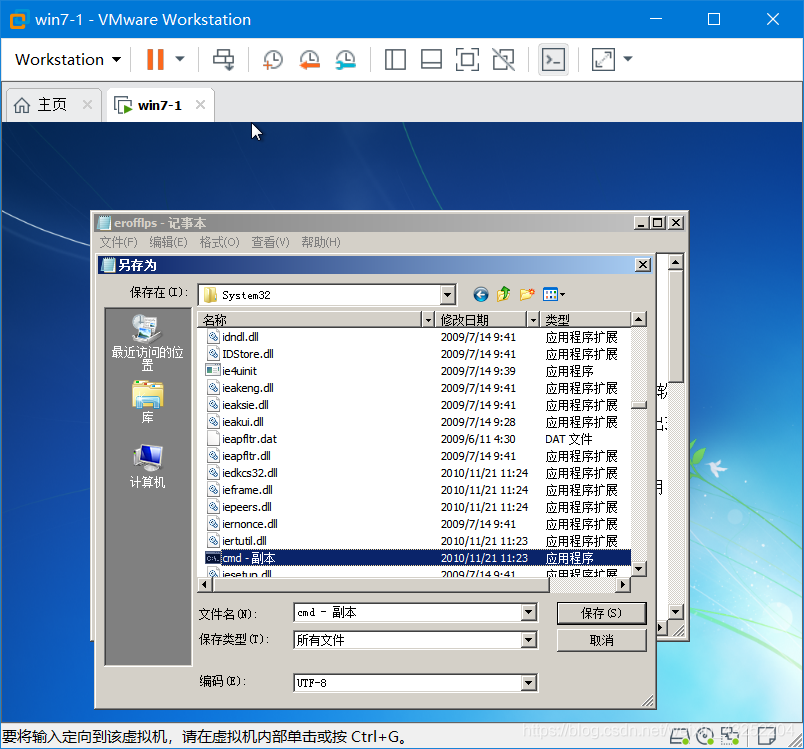 win7-1 - VMware Workstation
Workstation
主页
win7-1
erofflps - 记事本
文件(F) 编辑(E) 格式(O) 查看(V) 帮助(H)
另存为
保存在(I):
System32
最近访问的位置
库
计算机
名称 修改日期 类型
idndl.dll 2009/7/14 9:41 应用程序扩展
IDStore.dll 2009/7/14 9:41 应用程序扩展
ie4uinit 2009/7/14 9:39 应用程序
ieakeng.dll 2009/7/14 9:41 应用程序扩展
ieaksie.dll 2009/7/14 9:41 应用程序扩展
ieakui.dll 2009/7/14 9:28 应用程序扩展
ieapfltr.dat 2009/6/11 4:30 DAT 文件
ieapfltr.dll 2009/7/14 9:41 应用程序扩展
iedkcs32.dll 2010/11/21 11:24 应用程序扩展
ieframe.dll 2010/11/21 11:24 应用程序扩展
iepeers.dll 2010/11/21 11:24 应用程序扩展
iernonce.dll 2009/7/14 9:41 应用程序扩展
iertutil.dll 2010/11/21 11:23 应用程序扩展
cmd - 副本 2010/11/21 11:23 应用程序
iesetup.dll 2009/7/14 9:41 应用程序扩展
文件名(N):
cmd - 副本
保存(S)
保存类型(T):
所有文件
取消
编码(E):
UTF-8
要将输入定向到该虚拟机，请在虚拟机内部单击或按 Ctrl+G。